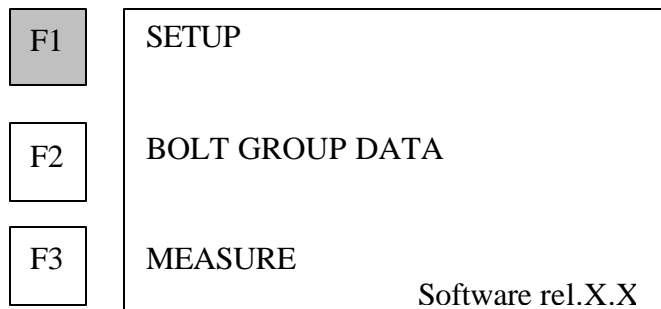 F1 SETUP
F2 BOLT GROUP DATA
F3 MEASURE
Software rel.X.X